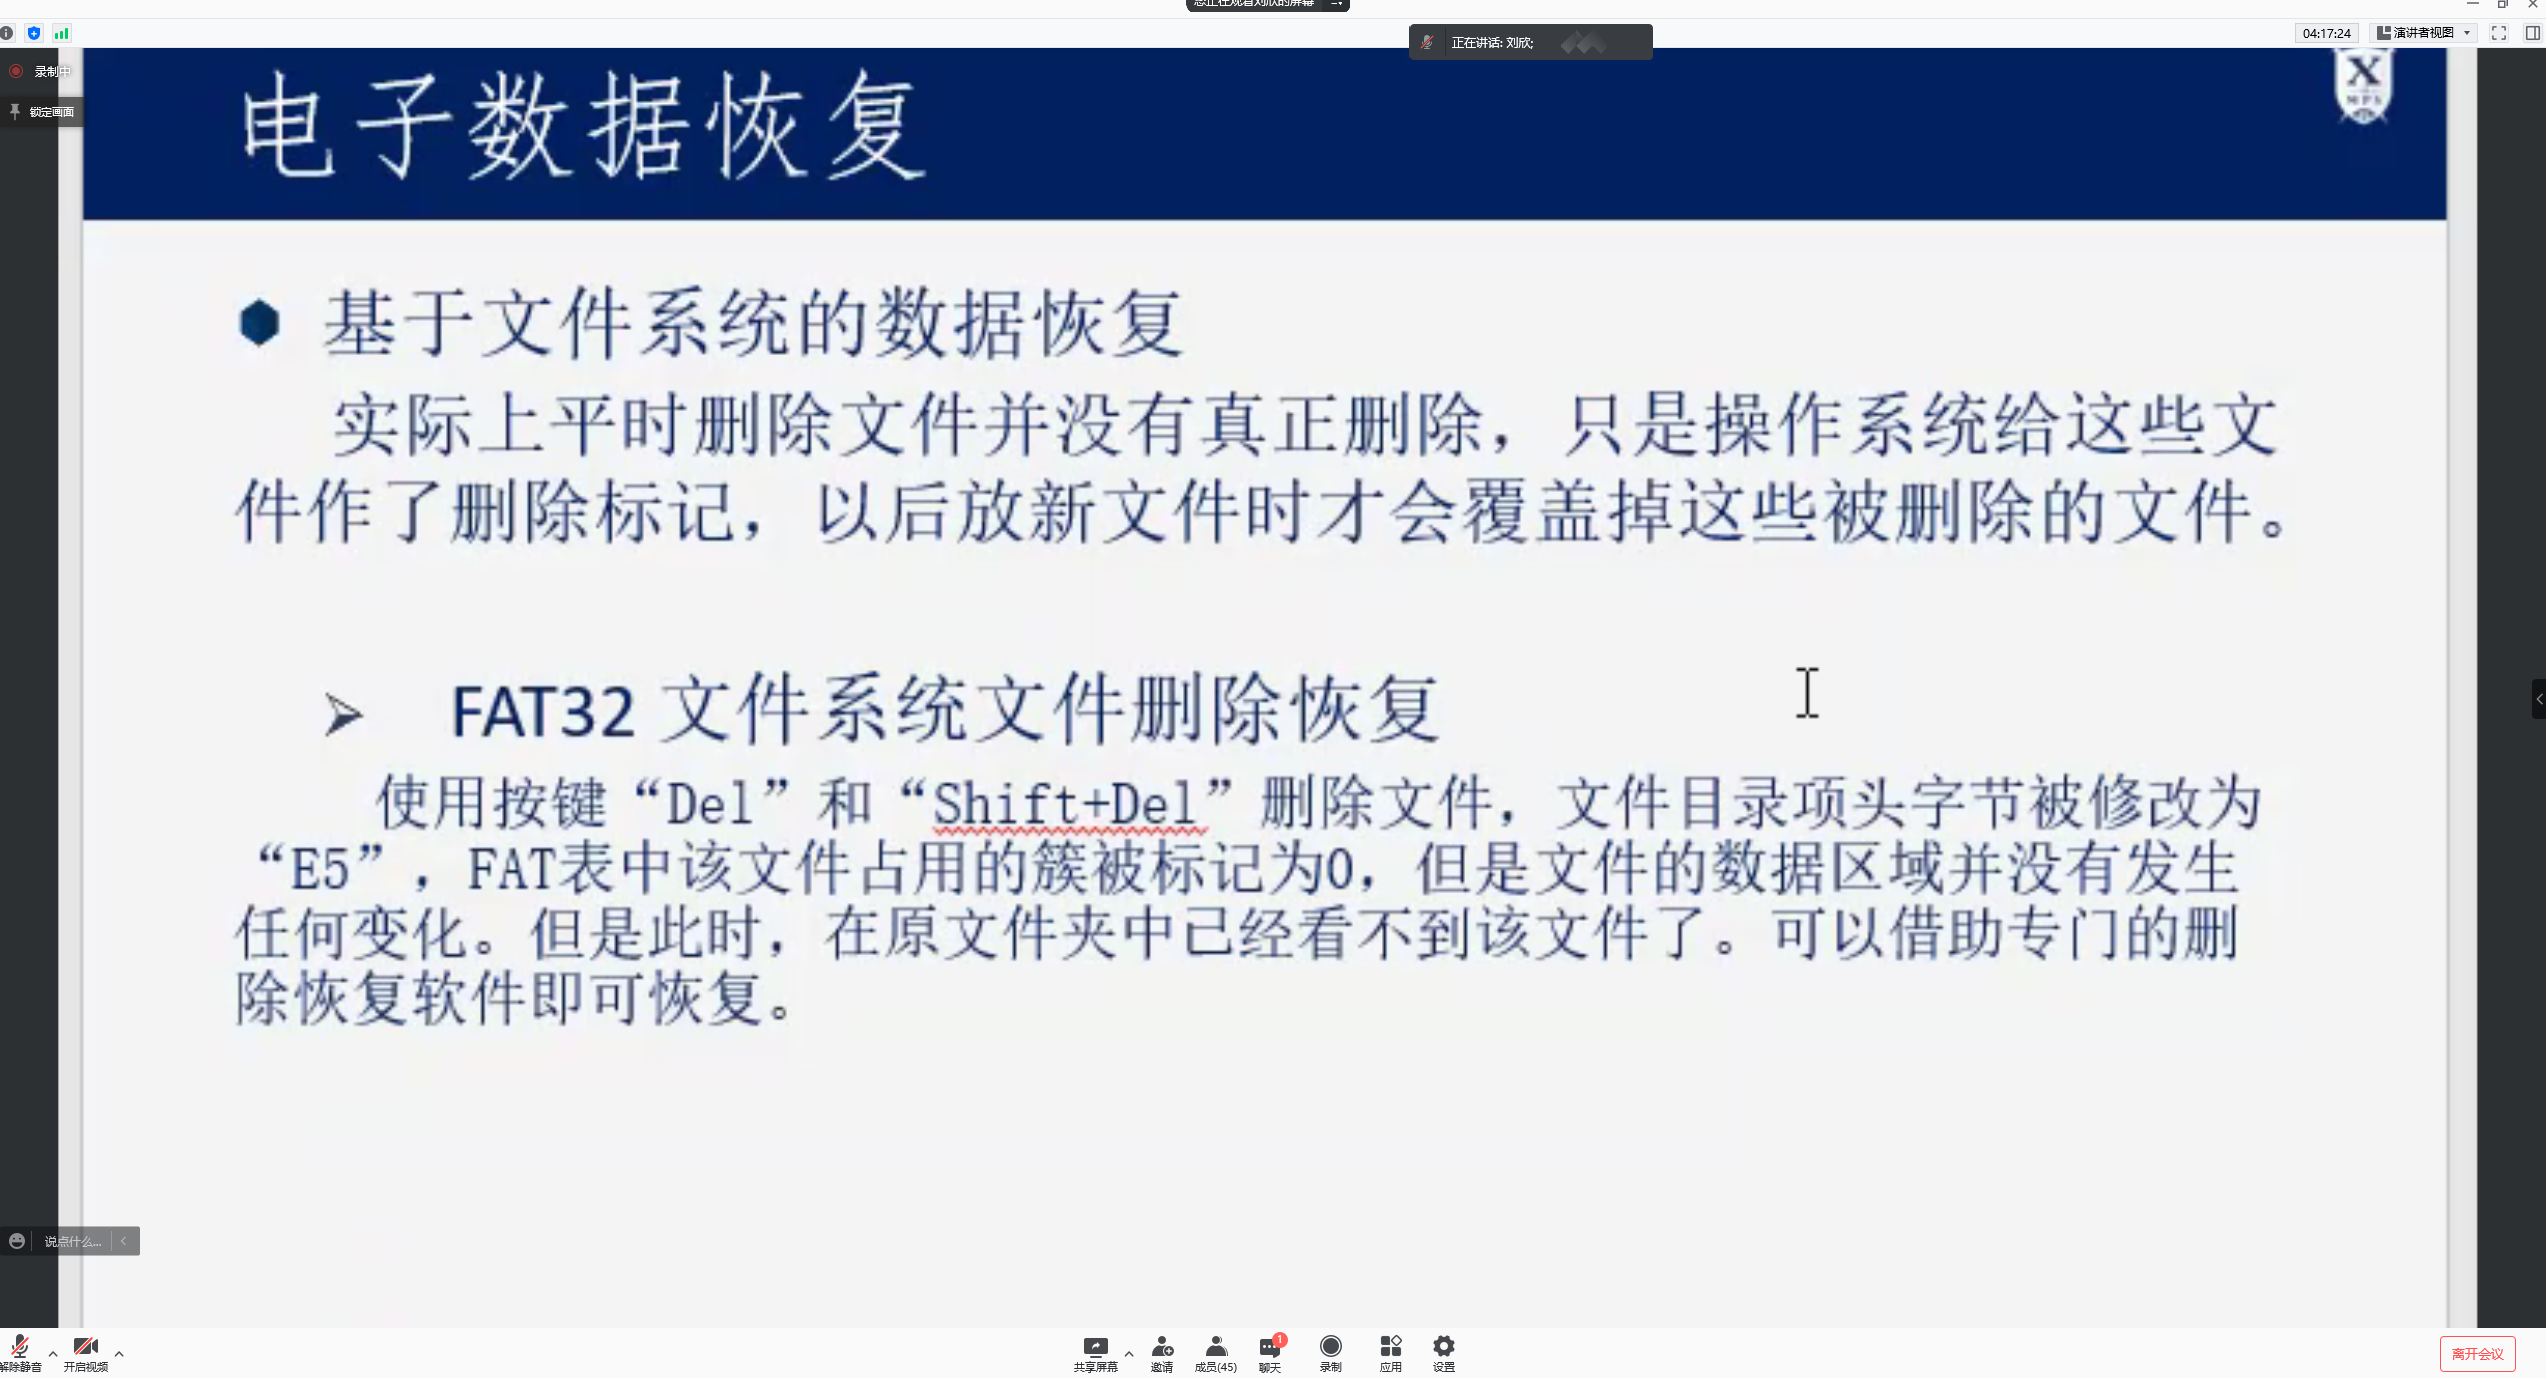 您正在观看刘欣的屏幕
正在讲话: 刘欣;
04:17:24
演讲者视图
录制中
锁定画面
电子数据恢复
X
MPS
基于文件系统的数据恢复
实际上平时删除文件并没有真正删除，只是操作系统给这些文
件作了删除标记，以后放新文件时才会覆盖掉这些被删除的文件。
FAT32 文件系统文件删除恢复
使用按键“Del”和“Shift+Del”删除文件，文件目录项头字节被修改为
“E5”，FAT表中该文件占用的簇被标记为0，但是文件的数据区域并没有发生
任何变化。但是此时，在原文件夹中已经看不到该文件了。可以借助专门的删
除恢复软件即可恢复。
说点什么...
解除静音
开启视频
共享屏幕
邀请
成员(45)
1
聊天
录制
应用
设置
离开会议